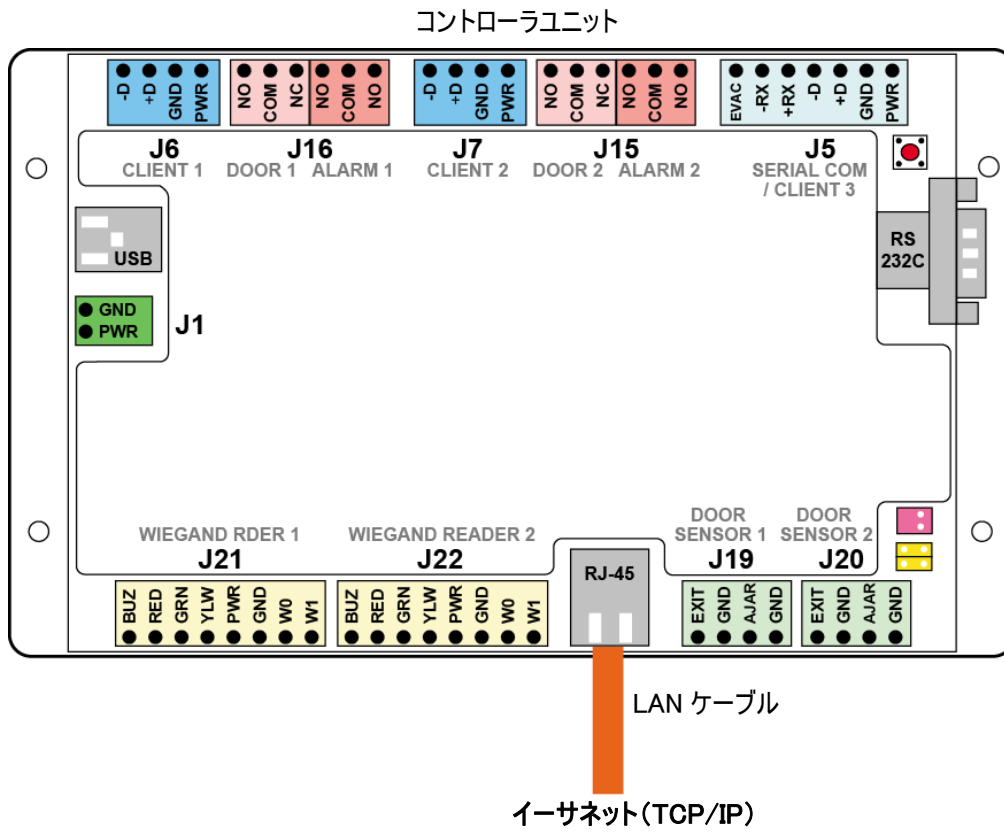 コントローラユニット
-D +D GND PWR
NO COM NC NO COM NO
-D +D GND PWR
NO COM NC NO COM NO
EVAC -RX +RX -D +D GND PWR
J6
CLIENT 1
J16
DOOR 1 ALARM 1
J7
CLIENT 2
J15
DOOR 2 ALARM 2
J5
SERIAL COM
/ CLIENT 3
USB
RS
232C
GND
PWR
J1
WIEGAND RDER 1
J21
WIEGAND READER 2
J22
RJ-45
DOOR
SENSOR 1
J19
DOOR
SENSOR 2
J20
BUZ RED GRN YLW PWR GND W0 W1
BUZ RED GRN YLW PWR GND W0 W1
EXIT GND AJAR GND
EXIT GND AJAR GND
LAN ケーブル
イーサネット(TCP/IP)